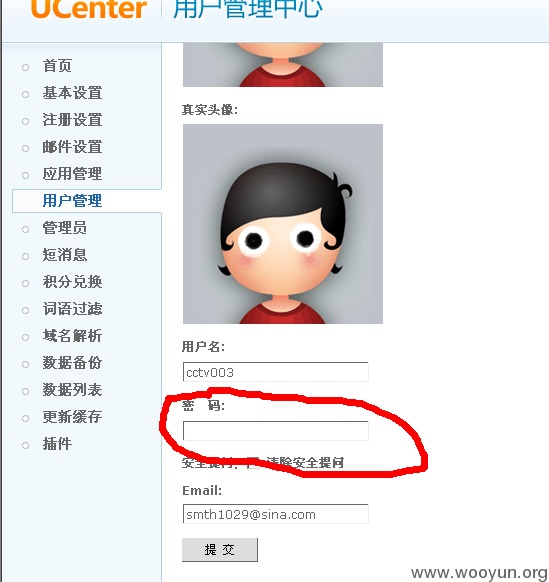 UCenter 用户管理中心
首页
基本设置
注册设置
邮件设置
应用管理
用户管理
管理员
短消息
积分兑换
词语过滤
域名解析
数据备份
数据列表
更新缓存
插件
真实头像:
用户名:
cctv003
密 码:
安全提问: 清除安全提问
Email:
smth1029@sina.com
提 交
www.wooyun.org